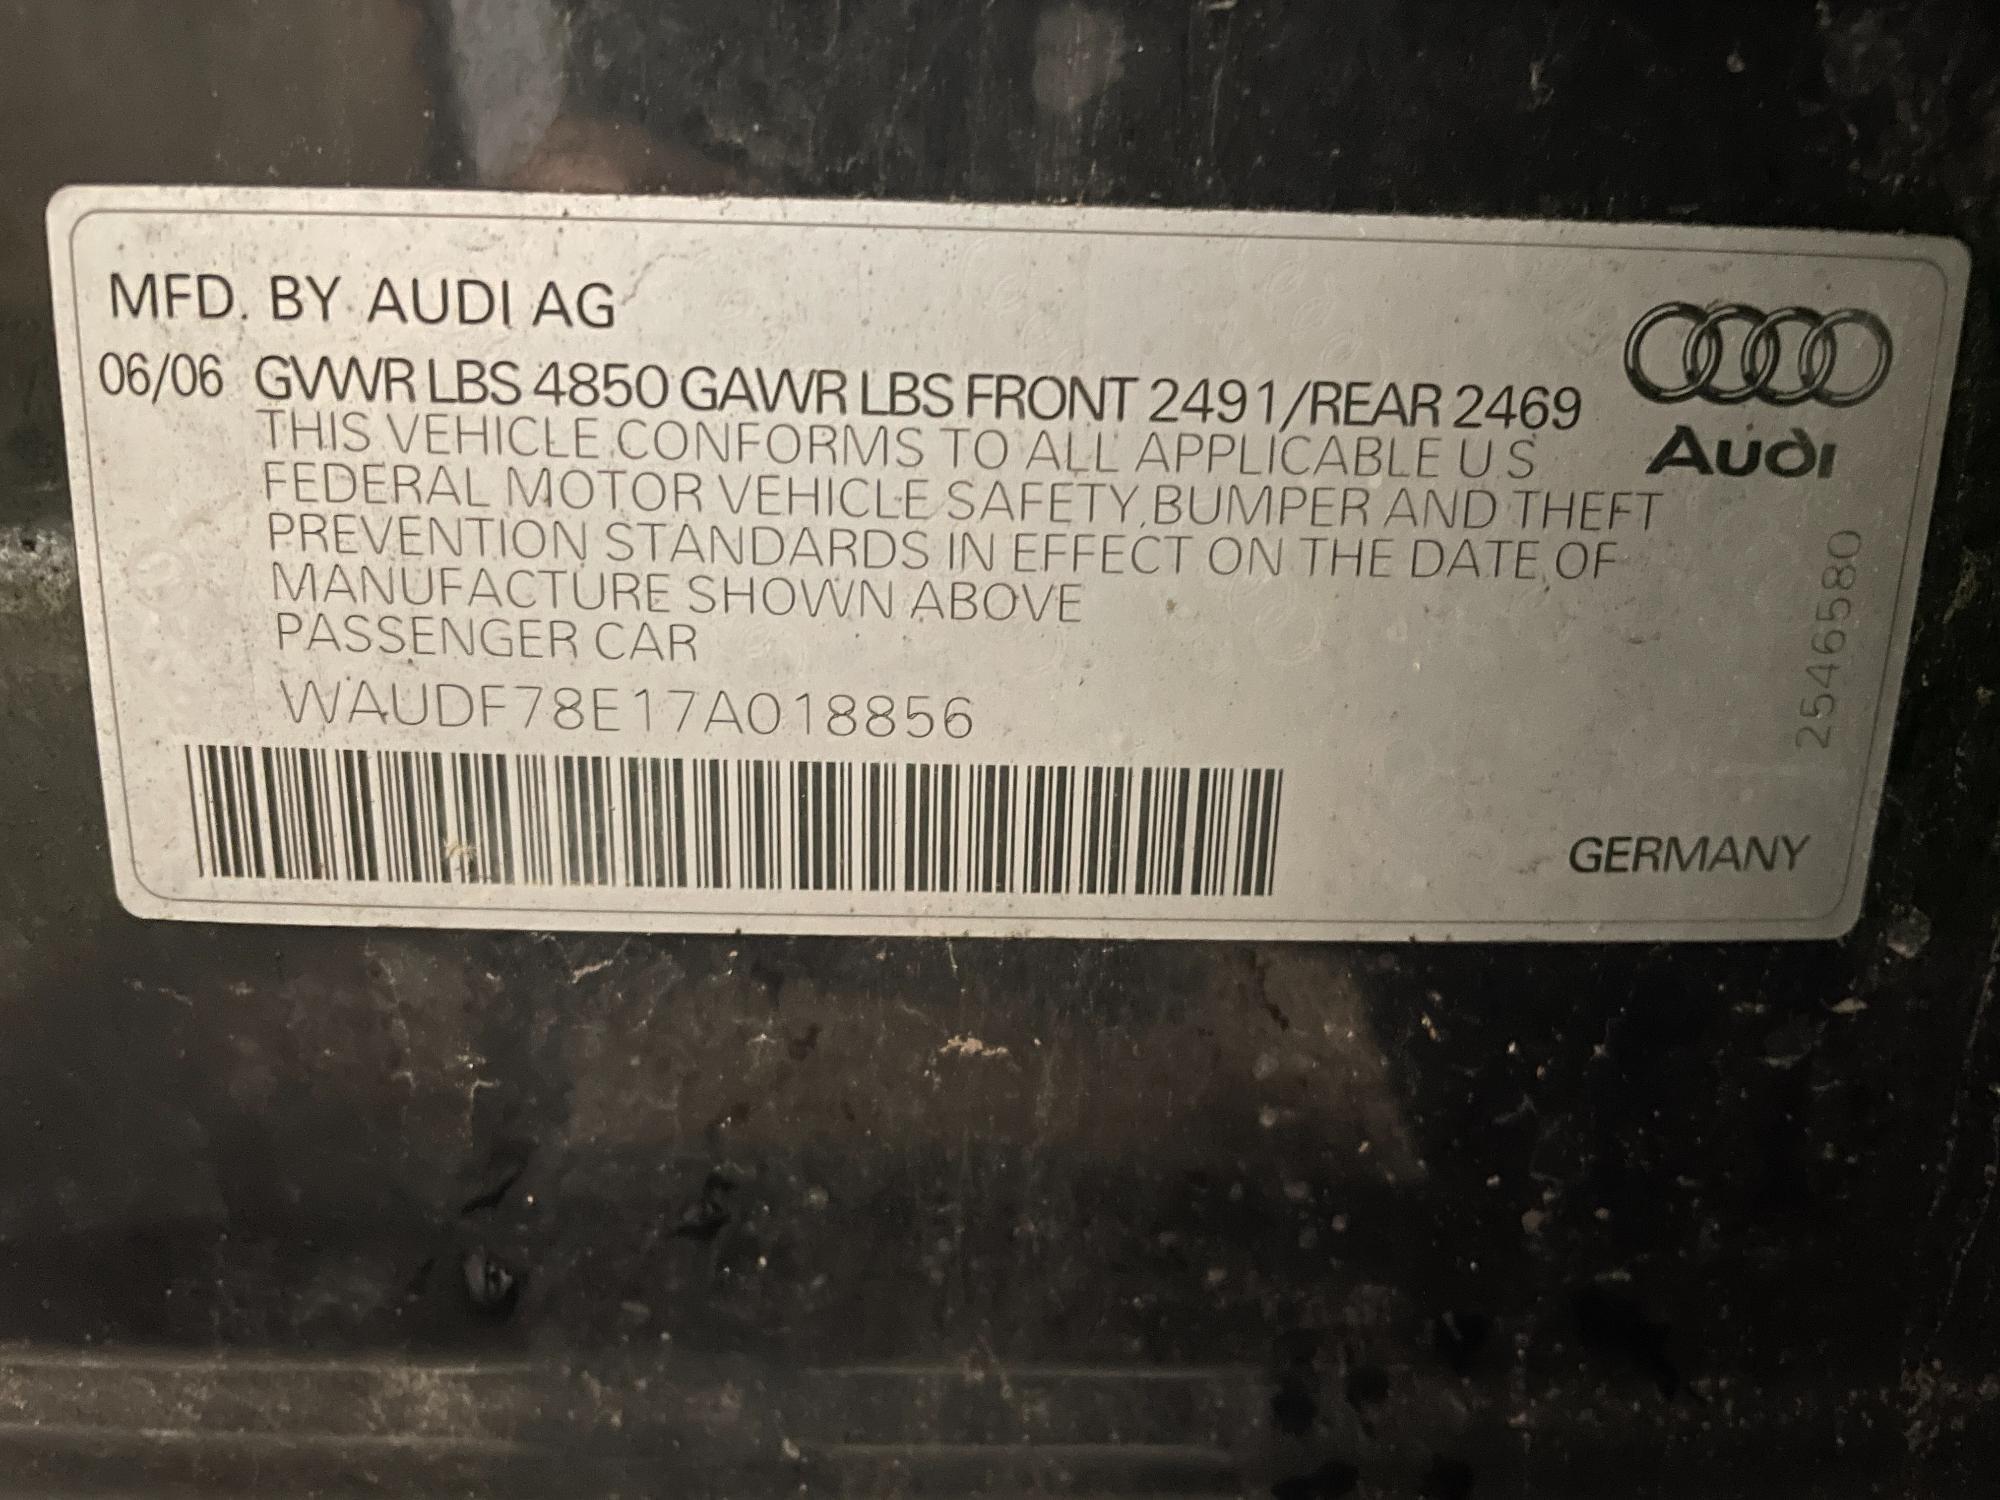 MFD. BY AUDI AG
06/06 GVWR LBS 4850 GAWR LBS FRONT 2491/REAR 2469
THIS VEHICLE CONFORMS TO ALL APPLICABLE U S
FEDERAL MOTOR VEHICLE SAFETY, BUMPER AND THEFT
PREVENTION STANDARDS IN EFFECT ON THE DATE OF
MANUFACTURE SHOWN ABOVE
PASSENGER CAR
WAUDF78E17A018856
Audi
2546580
GERMANY